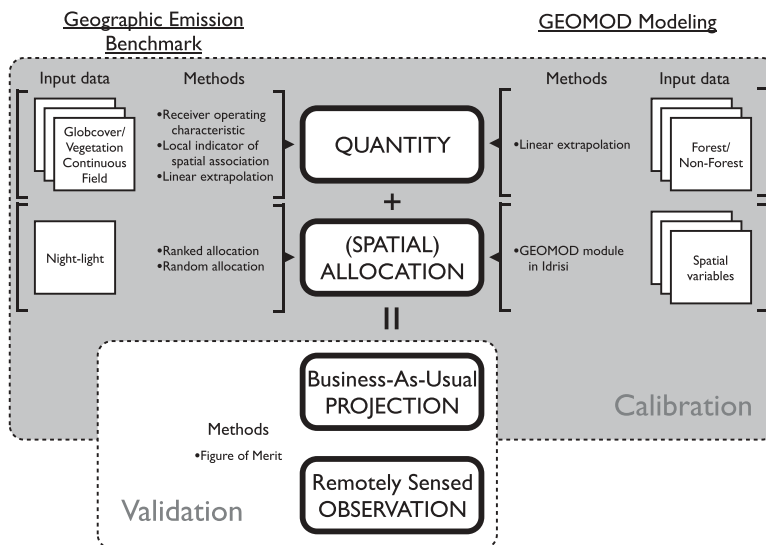 Geographic Emission
Benchmark
GEOMOD Modeling
Input data
Methods
Methods
Input data
Globcover/
Vegetation
Continuous
Field
•Receiver operating
characteristic
•Local indicator of
spatial association
•Linear extrapolation
QUANTITY
•Linear extrapolation
Forest/
Non-Forest
+
Night-light
•Ranked allocation
•Random allocation
(SPATIAL)
ALLOCATION
•GEOMOD module
in Idrisi
Spatial
variables
=
Business-As-Usual
PROJECTION
Calibration
Methods
•Figure of Merit
Remotely Sensed
OBSERVATION
Validation